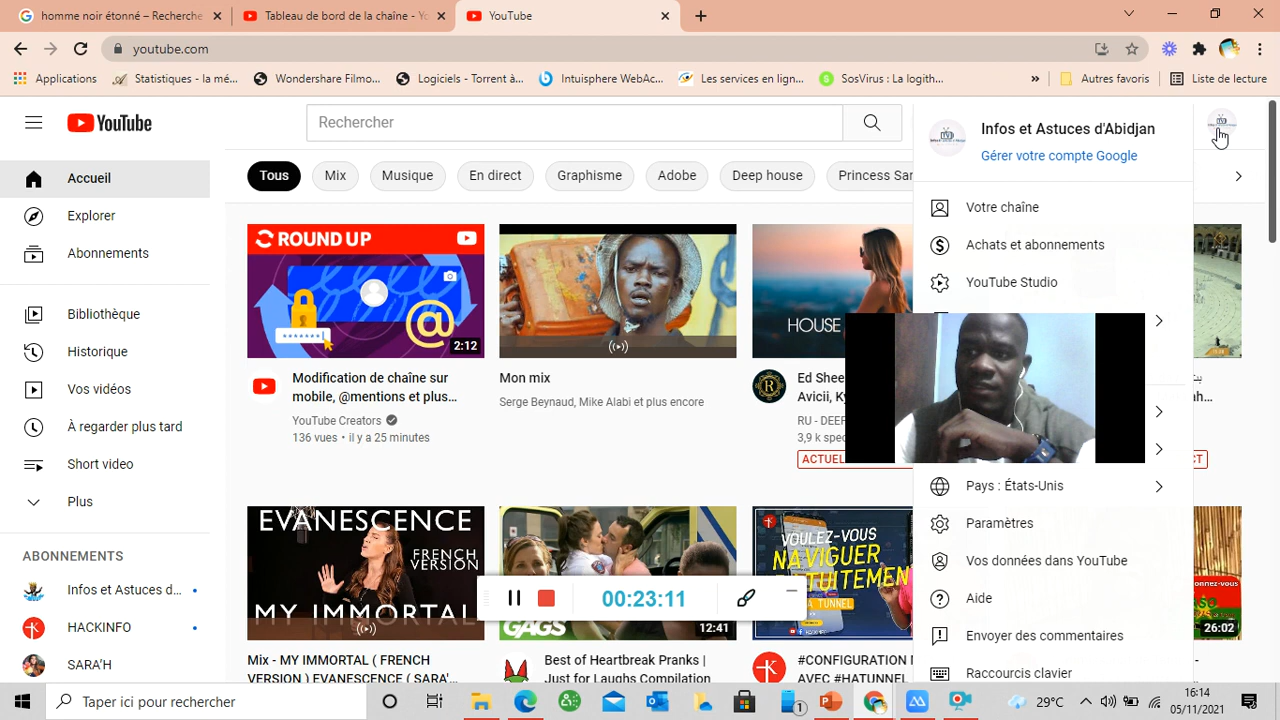 homme noir étonné – Recherche
Tableau de bord de la chaîne - Yo
YouTube
youtube.com
Applications
Statistiques - la mé...
Wondershare Filmo...
Logiciels - Torrent à...
Intuisphere WebAc...
Les services en lign...
SosVirus : La logith...
Autres favoris
Liste de lecture
YouTube
Rechercher
Accueil
Explorer
Abonnements
Bibliothèque
Historique
Vos vidéos
À regarder plus tard
Short video
Plus
ABONNEMENTS
Infos et Astuces d...
HACKINFO
SARA'H
Tous
Mix
Musique
En direct
Graphisme
Adobe
Deep house
Princess Sar
ROUND UP
@
2:12
Modification de chaîne sur
mobile, @mentions et plus...
YouTube Creators
136 vues • il y a 25 minutes
Mon mix
Serge Beynaud, Mike Alabi et plus encore
HOUSE
R
Ed Shee
Avicii, Ky
RU - DEEF
3,9 k spec
ACTUEL
EVANESCENCE
FRENCH
VERSION
MY IMMORTAL
Mix - MY IMMORTAL ( FRENCH
VERSION ) EVANESCENCE ( SARA'
GAGS
12:41
Best of Heartbreak Pranks |
Just for Laughs Compilation
VOULEZ-VOUS
NAVIGUER
GRATUITEMEN
A TUNNEL
#CONFIGURATION
AVEC #HATUNNEL
26:02
00:23:11
Infos et Astuces d'Abidjan
Gérer votre compte Google
Votre chaîne
Achats et abonnements
YouTube Studio
Pays : États-Unis
Paramètres
Vos données dans YouTube
Aide
Envoyer des commentaires
Raccourcis clavier
Taper ici pour rechercher
1
29°C
16:14
05/11/2021